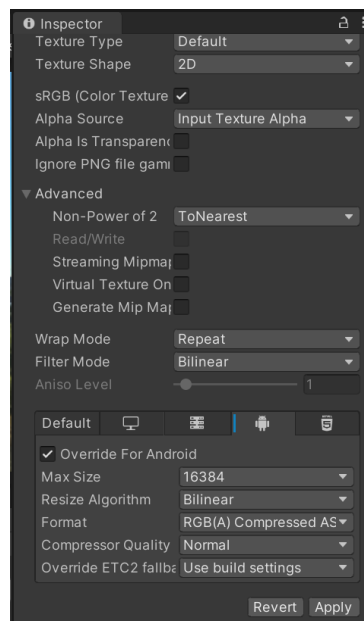 Inspector
Texture Type Default
Texture Shape 2D
sRGB (Color Texture
Alpha Source Input Texture Alpha
Alpha Is Transparenc
Ignore PNG file gam
Advanced
Non-Power of 2 ToNearest
Read/Write
Streaming Mipma
Virtual Texture On
Generate Mip Ma
Wrap Mode Repeat
Filter Mode Bilinear
Aniso Level 1
Default
Override For Android
Max Size 16384
Resize Algorithm Bilinear
Format RGB(A) Compressed AS
Compressor Quality Normal
Override ETC2 fallba Use build settings
Revert Apply